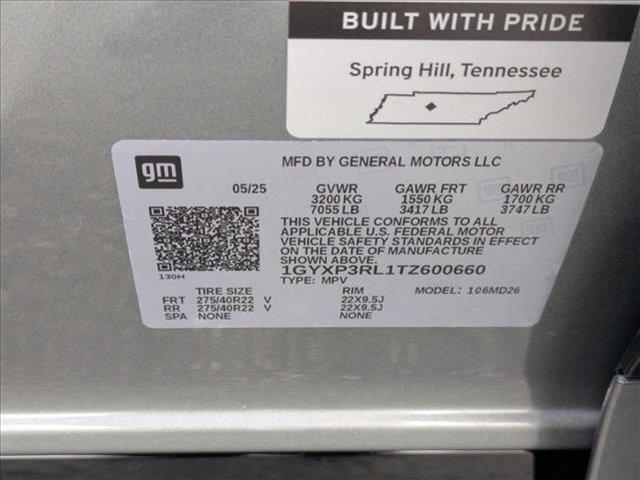 BUILT WITH PRIDE
Spring Hill, Tennessee
gm
MFD BY GENERAL MOTORS LLC
05/25 GVWR GAWR FRT GAWR RR
3200 KG 1550 KG 1700 KG
7055 LB 3417 LB 3747 LB
THIS VEHICLE CONFORMS TO ALL
APPLICABLE U.S. FEDERAL MOTOR
VEHICLE SAFETY STANDARDS IN EFFECT
ON THE DATE OF MANUFACTURE
SHOWN ABOVE.
130H
1GYXP3RL1TZ600660
TYPE: MPV MODEL: 106MD26
TIRE SIZE RIM
FRT 275/40R22 V 22X9.5J
RR 275/40R22 V 22X9.5J
SPA NONE NONE